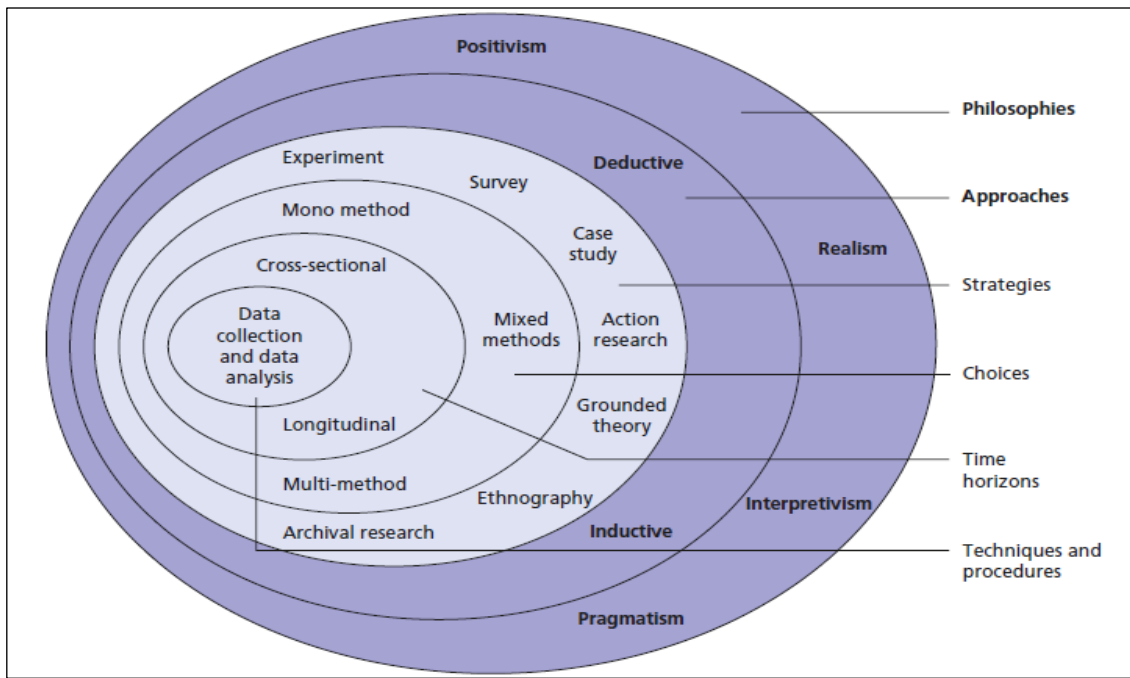 Positivism
Philosophies
Experiment
Deductive
Survey
Approaches
Mono method
Case
study
Realism
Cross-sectional
Strategies
Data
collection
and data
analysis
Mixed
methods
Action
research
Choices
Grounded
theory
Longitudinal
Time
horizons
Multi-method
Ethnography
Interpretivism
Archival research
Inductive
Techniques and
procedures
Pragmatism